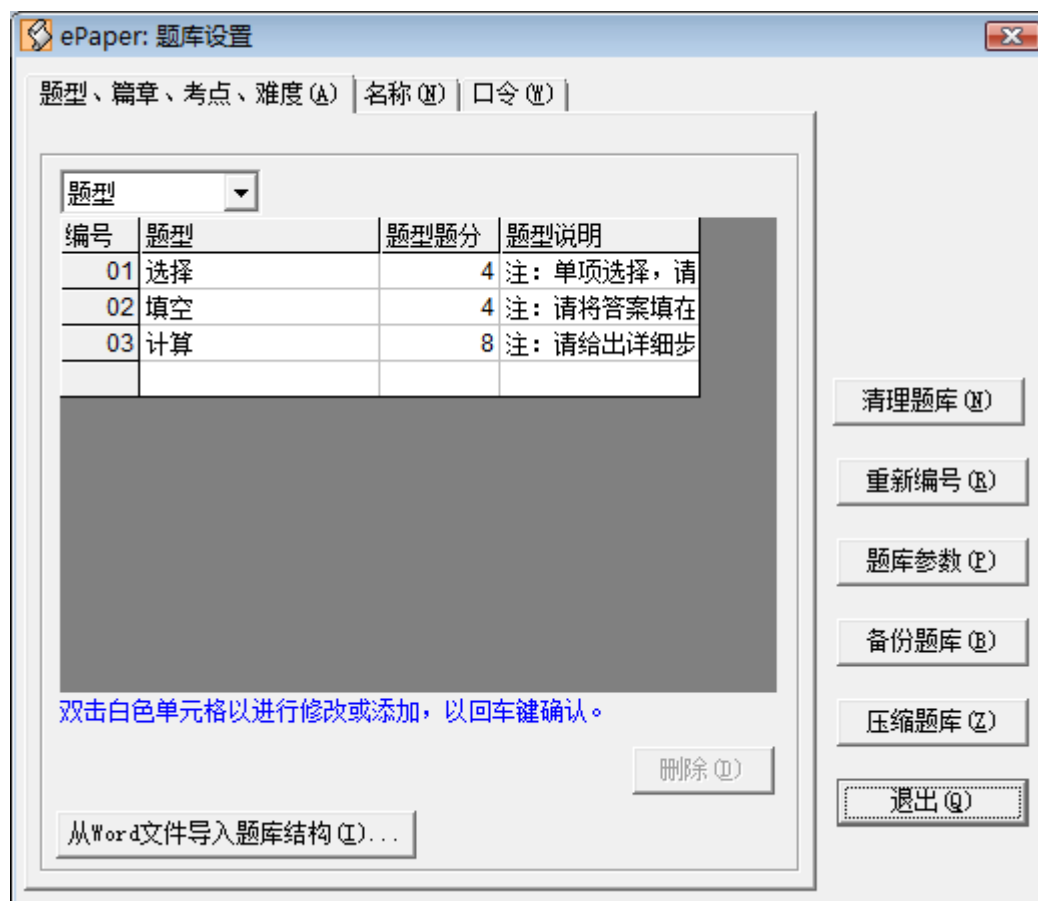 ePaper: 题库设置
题型、篇章、考点、难度(A) 名称(N) 口令(W)
题型
编号 题型 题型题分 题型说明
01 选择 4 注：单项选择，请
02 填空 4 注：请将答案填在
03 计算 8 注：请给出详细步
双击白色单元格以进行修改或添加，以回车键确认。
删除(D)
从Word文件导入题库结构(I)...
清理题库(N)
重新编号(R)
题库参数(P)
备份题库(B)
压缩题库(Z)
退出(Q)